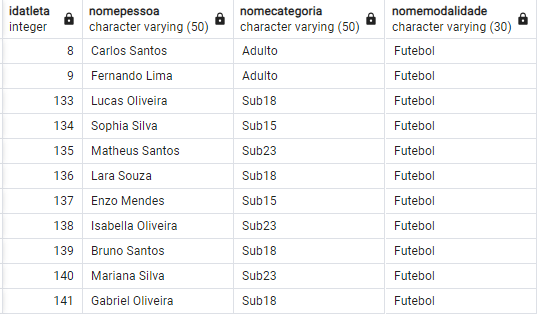 idatleta nomepessoa nomecategoria nomemodalidade
integer character varying (50) character varying (50) character varying (30)
8 Carlos Santos Adulto Futebol
9 Fernando Lima Adulto Futebol
133 Lucas Oliveira Sub18 Futebol
134 Sophia Silva Sub15 Futebol
135 Matheus Santos Sub23 Futebol
136 Lara Souza Sub18 Futebol
137 Enzo Mendes Sub15 Futebol
138 Isabella Oliveira Sub23 Futebol
139 Bruno Santos Sub18 Futebol
140 Mariana Silva Sub23 Futebol
141 Gabriel Oliveira Sub18 Futebol